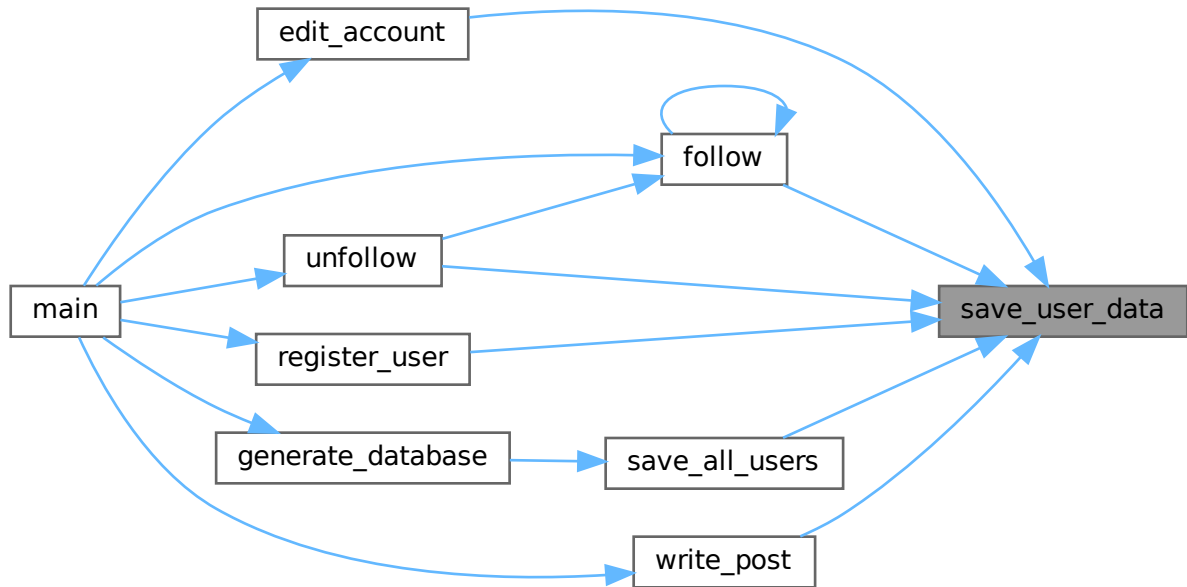 edit_account
follow
unfollow
main
save_user_data
register_user
generate_database
save_all_users
write_post